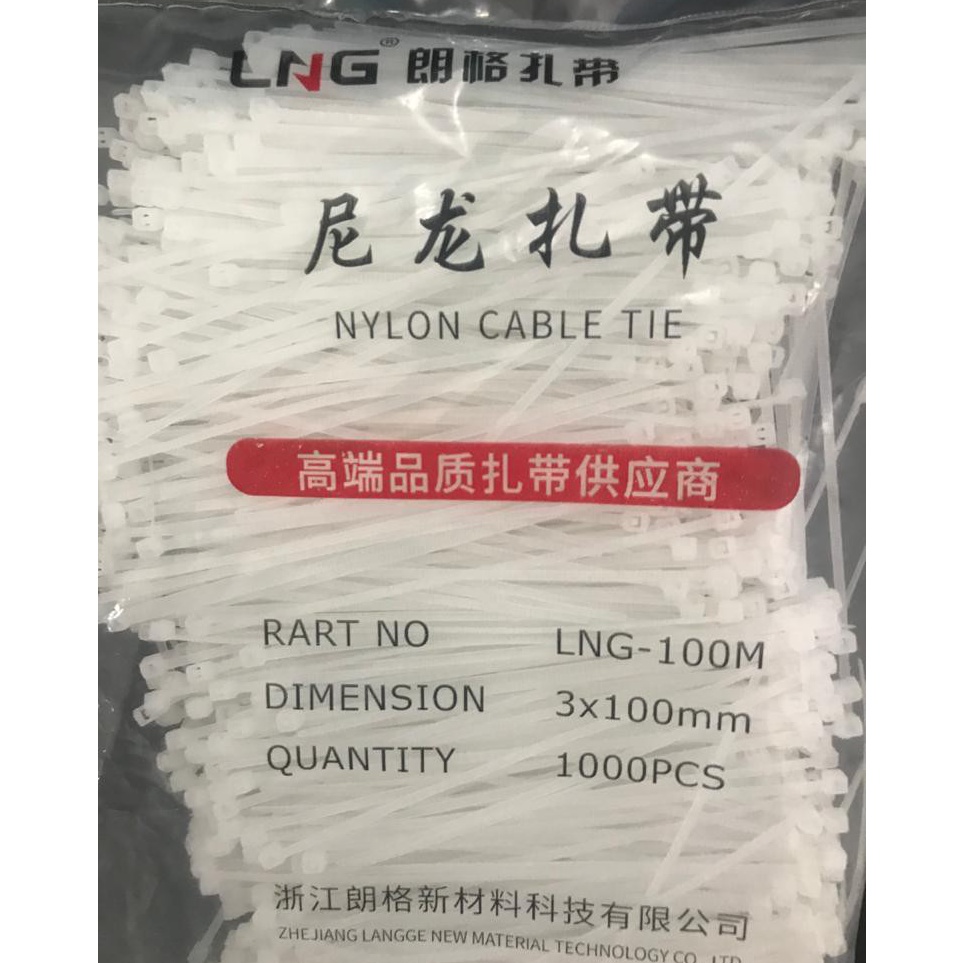 LNG® 朗格扎带
尼龙扎带
NYLON CABLE TIE
高端品质扎带供应商
RART NO LNG-100M
DIMENSION 3x100mm
QUANTITY 1000PCS
浙江朗格新材料科技有限公司
ZHEJIANG LANGGE NEW MATERIAL TECHNOLOGY CO., LTD